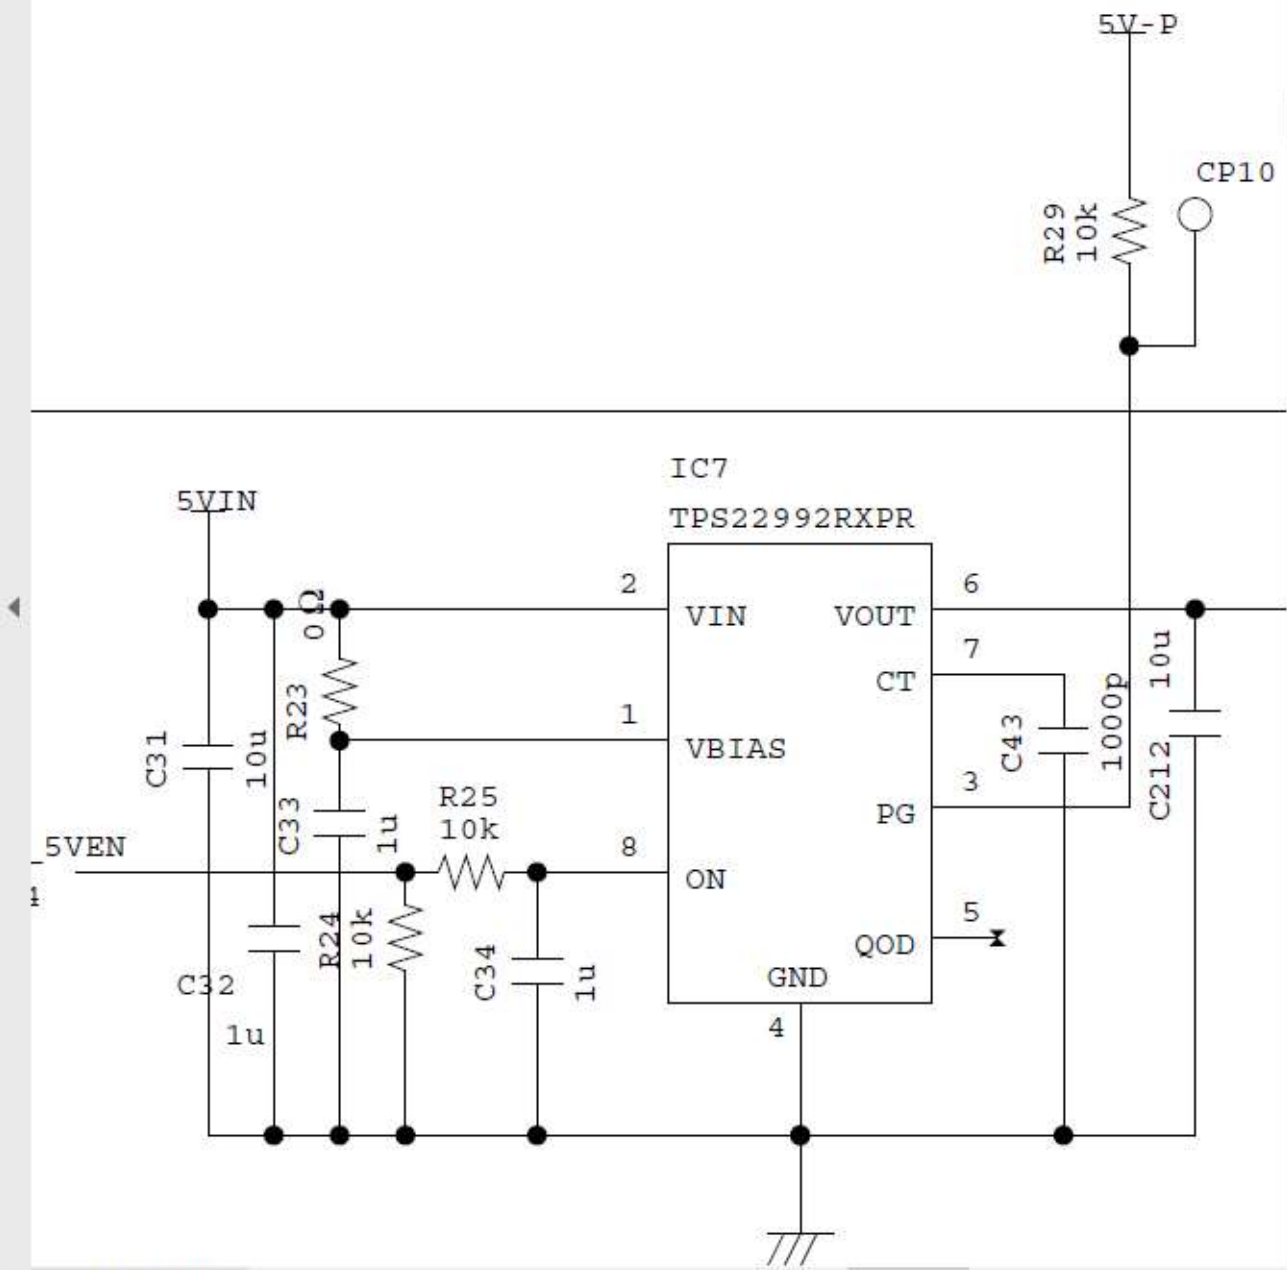 5V-P
CP10
R29
10k
IC7
TPS22992RXPR
5VIN
2
6
VIN
VOUT
0Ω
7
CT
R23
1
VBIAS
C31
10u
C43
1000p
10u
C212
C33
1u
R25
10k
3
PG
_5VEN
8
ON
4
R24
10k
5
QOD
C32
1u
C34
1u
GND
4